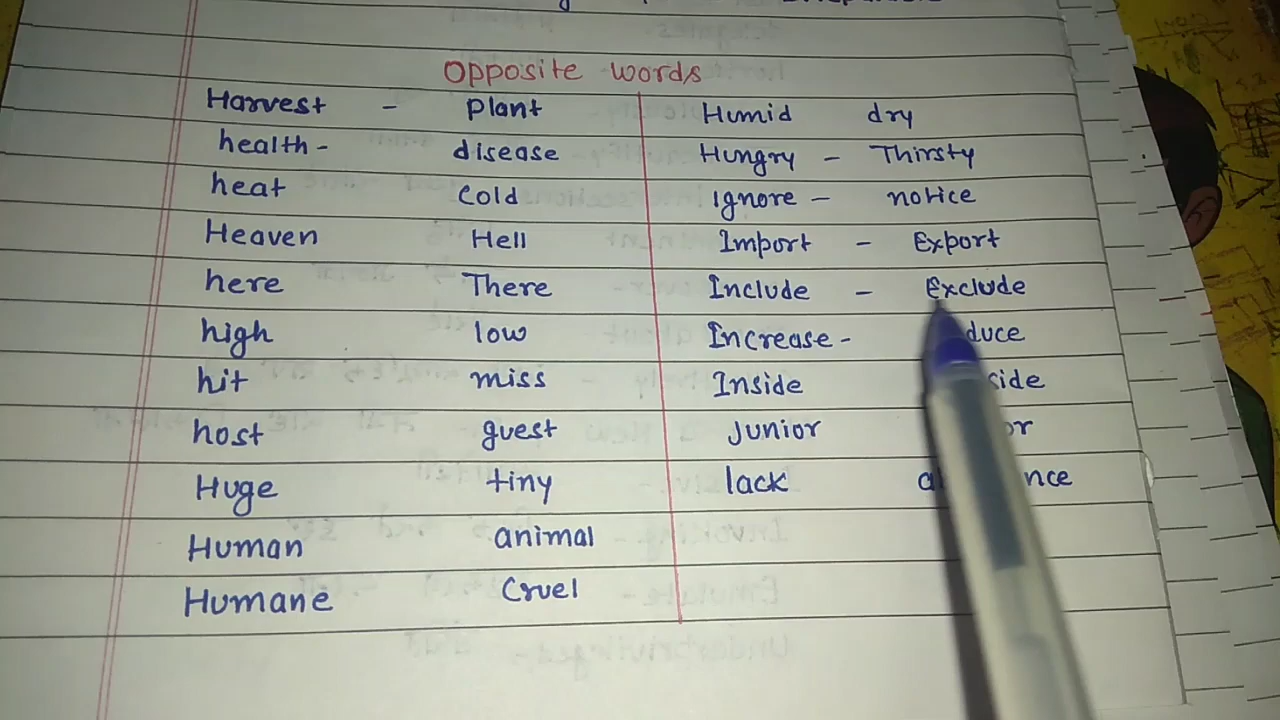 Opposite words
Harvest - plant
health - disease
heat cold
Heaven Hell
here There
high low
hit miss
host guest
Huge tiny
Human animal
Humane Cruel
Humid dry
Hungry - Thirsty
Ignore - notice
Import - Export
Include - Exclude
Increase -
Inside
Junior
lack